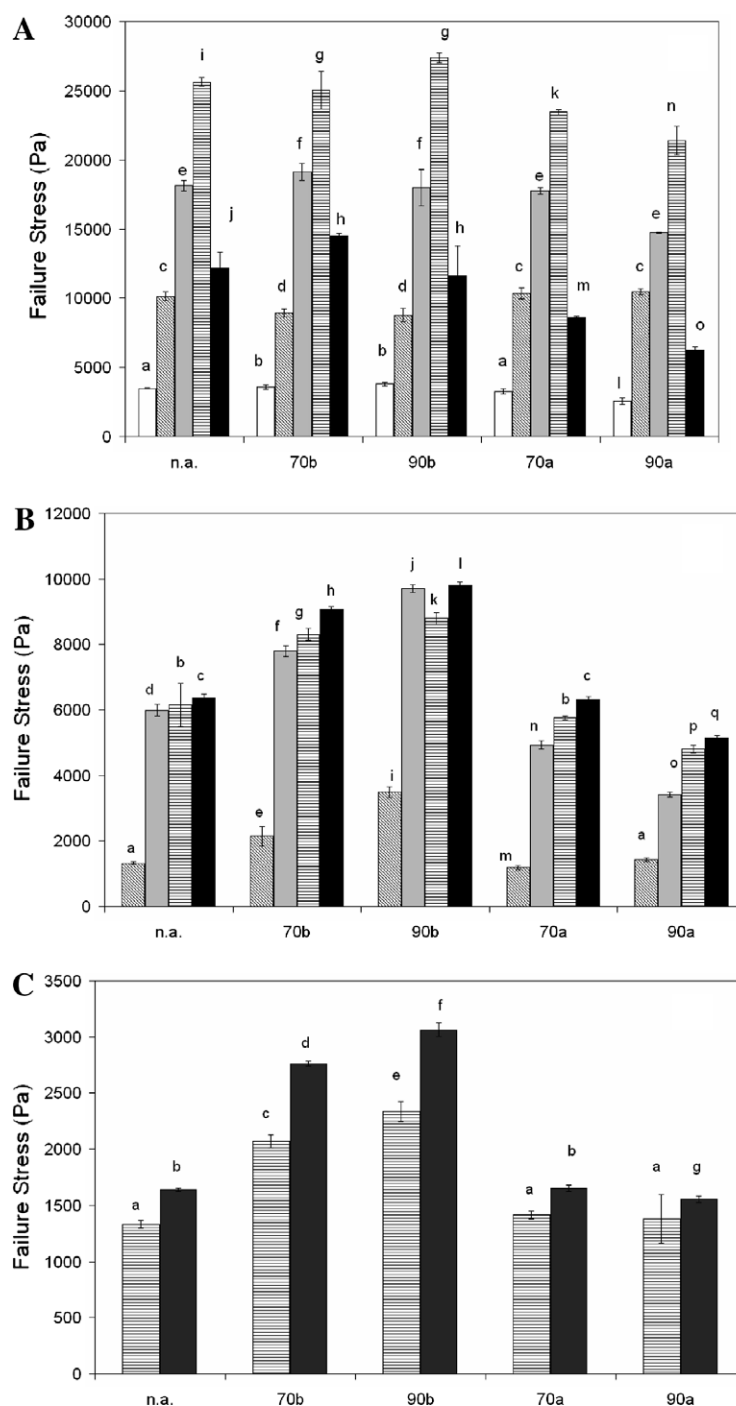 A
Failure Stress (Pa)
30000
25000
20000
15000
10000
5000
0
a c e i j
b d f g h
b d f g h
a c e k m
l c e n o
n.a. 70b 90b 70a 90a
B
Failure Stress (Pa)
12000
10000
8000
6000
4000
2000
0
a d b c
e f g h
i j k l
m n b c
a o p q
n.a. 70b 90b 70a 90a
C
Failure Stress (Pa)
3500
3000
2500
2000
1500
1000
500
0
a b
c d
e f
a b
a g
n.a. 70b 90b 70a 90a